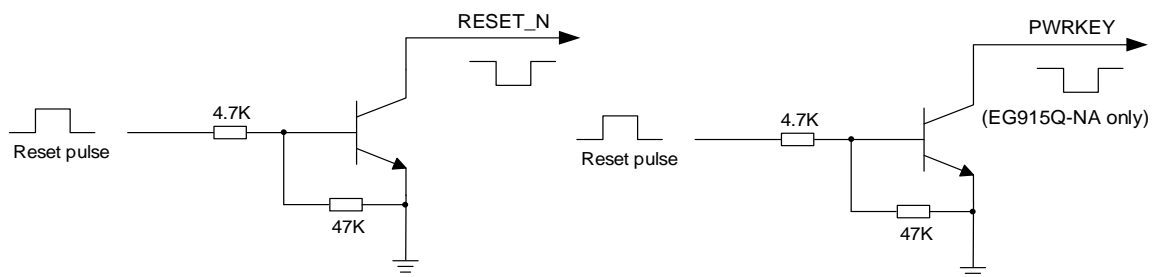 RESET_N
4.7K
Reset pulse
47K
PWRKEY
(EG915Q-NA only)
4.7K
Reset pulse
47K